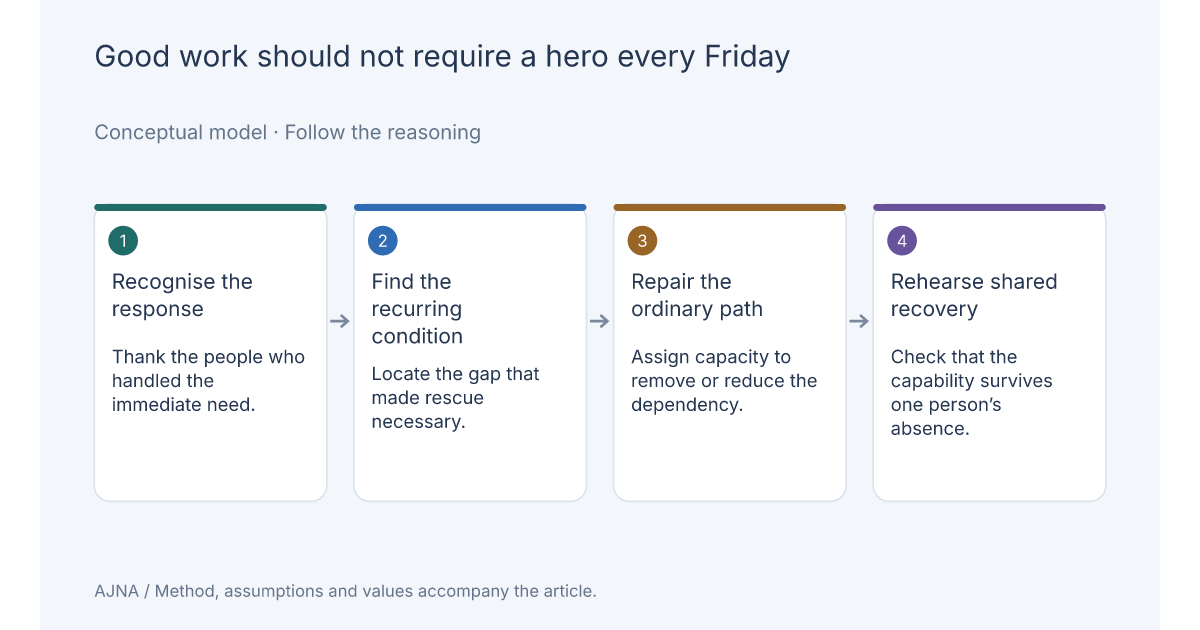 Good work should not require a hero every Friday
Conceptual model · Follow the reasoning
1
Recognise the
response
Thank the people who
handled the
immediate need.
2
Find the
recurring
condition
Locate the gap that
made rescue
necessary.
3
Repair the
ordinary path
Assign capacity to
remove or reduce the
dependency.
4
Rehearse shared
recovery
Check that the
capability survives
one person’s
absence.
AJNA / Method, assumptions and values accompany the article.